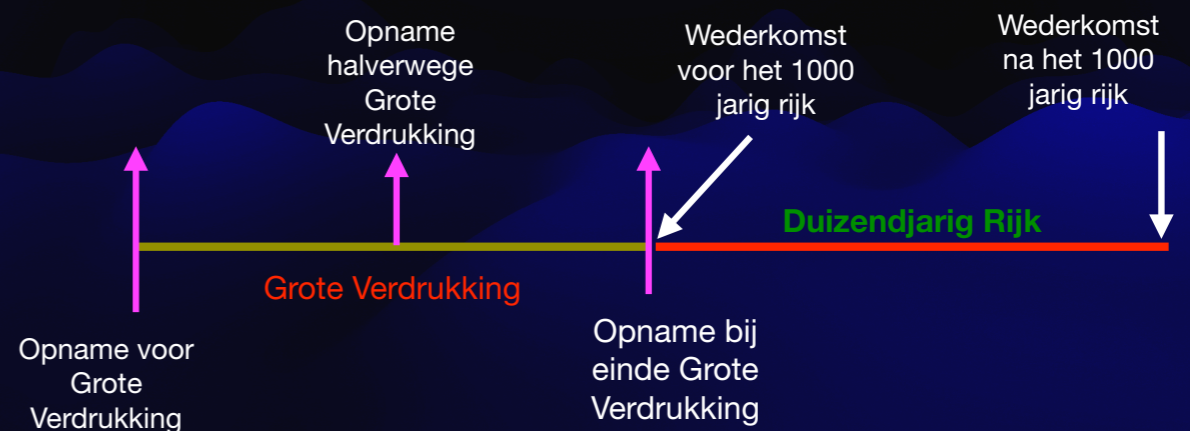 Opname
halverwege
Grote
Verdrukking
Wederkomst
voor het 1000
jarig rijk
Wederkomst
na het 1000
jarig rijk
Duizendjarig Rijk
Grote Verdrukking
Opname voor
Grote
Verdrukking
Opname bij
einde Grote
Verdrukking